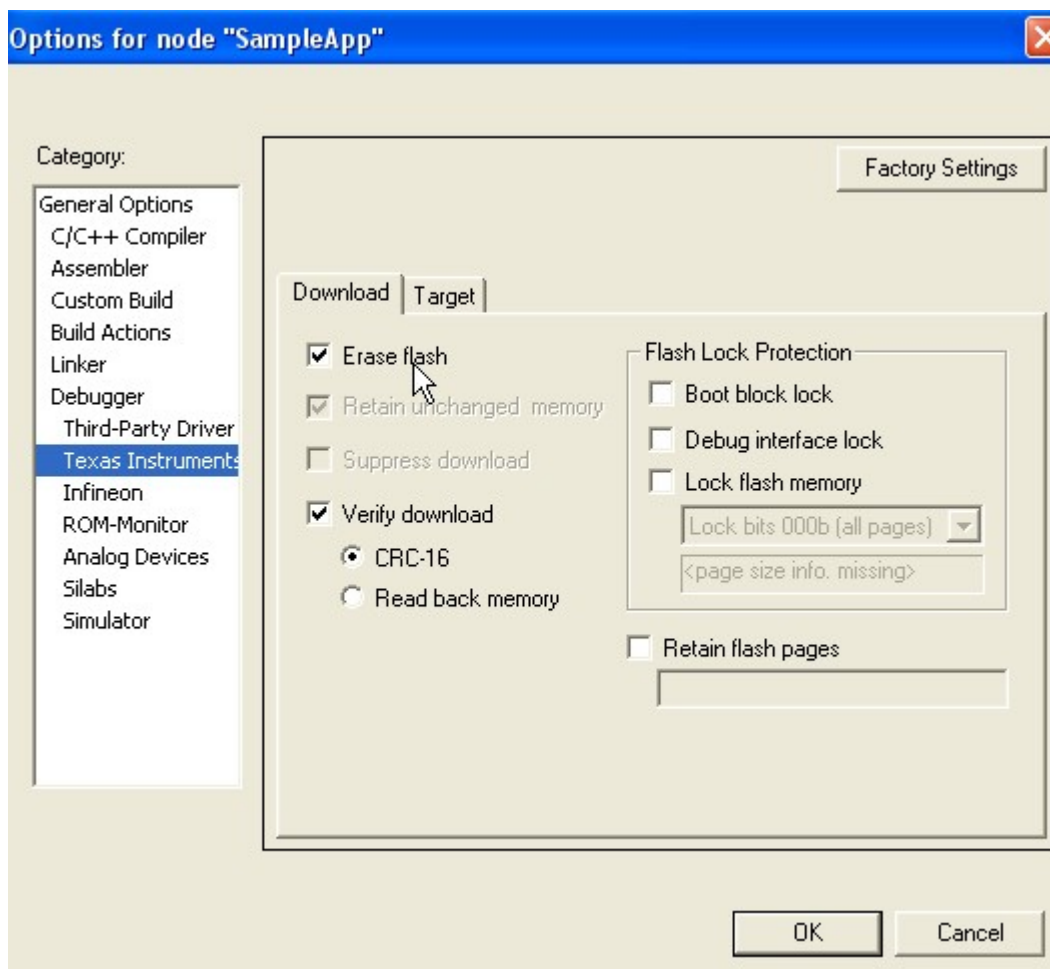 Options for node "SampleApp"
Category:
Factory Settings
General Options
C/C++ Compiler
Assembler
Custom Build
Build Actions
Linker
Debugger
Third-Party Driver
Texas Instruments
Infineon
ROM-Monitor
Analog Devices
Silabs
Simulator
Download
Target
Erase flash
Retain unchanged memory
Suppress download
Verify download
CRC-16
Read back memory
Flash Lock Protection
Boot block lock
Debug interface lock
Lock flash memory
Lock bits 000b (all pages)
<page size info. missing>
Retain flash pages
OK
Cancel